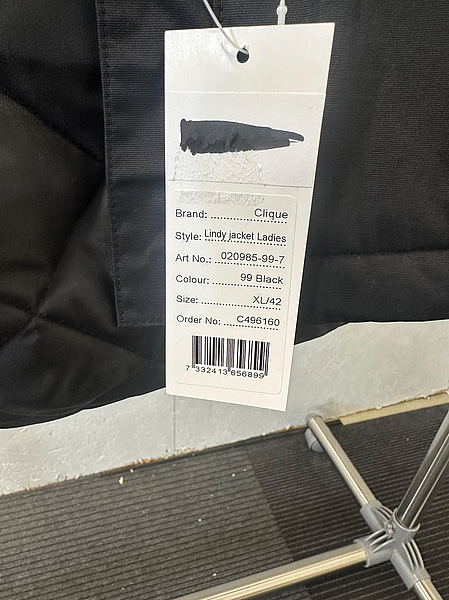 Brand: Clique
Style: Lindy jacket Ladies
Art No.: 020985-99-7
Colour: 99 Black
Size: XL/42
Order No: C496160
7 332413 656899